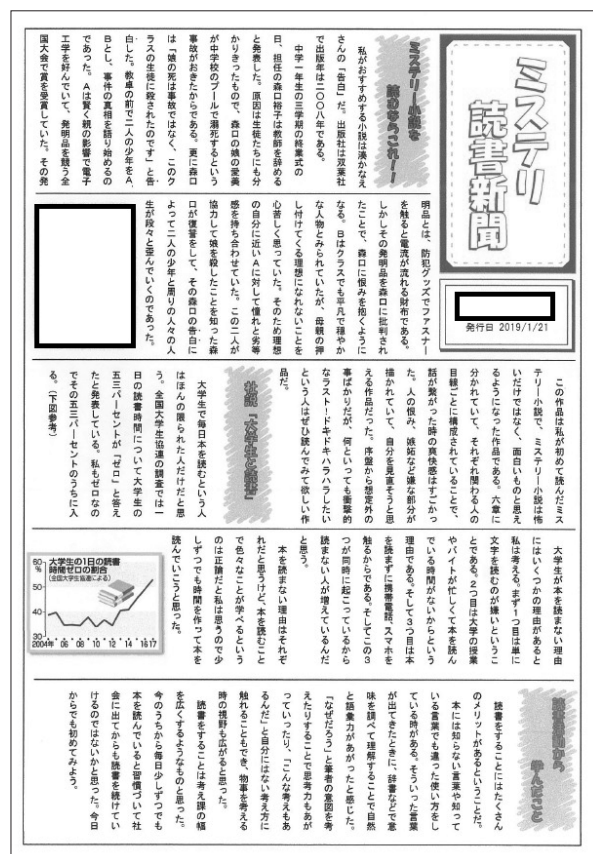 ミステリ
読書新聞
発行日 2019/1/21
ミステリー小説を
読むならこれ!!
私がおすすめする小説は湊かなえ
さんの「告白」だ。出版社は双葉社
で出版年は二〇〇八年である。
中学一年生の三学期の終業式の
日、担任の森口裕子は教師を辞める
と発表した。原因は生徒たちにも分
かりきったもので、森口の娘の愛美
が中学校のプールで溺死するという
事故がおきたからである。更に森口
は「娘の死は事故ではなく、このク
ラスの生徒に殺されたのです」と告
白した。教卓の前で二人の少年をA、
Bとし、事件の真相を語り始めるの
であった。Aは賢く親の影響で電子
工学を好んでいて、発明品を競う全
国大会で賞を受賞していた。その発
明品とは、防犯グッズでファスナー
を触ると電流が流れる財布である。
しかしその発明品を森口に批判され
たことで、森口に恨みを抱くように
なる。Bはクラスでも平凡で穏やか
な人物とみられていたが、母親の押
し付けてくる理想になれないことを
心苦しく思っていた。そのため理想
の自分に近いAに対して憧れと劣等
感を持ち合わせていた。この二人が
協力して娘を殺したことを知った森
口が復讐をして、その森口の告白に
よって二人の少年と周りの人々の人
生が段々と歪んでいくのであった。
この作品は私が初めて読んだミス
テリー小説で、ミステリー小説は怖
いだけではなく、面白いものと思え
るようになった作品である。六章に
分かれていて、それぞれ関わる人の
目線ごとに構成されていることで、
話が繋がった時の爽快感はすごかっ
た。人の恨み、嫉妬など嫌な部分が
描かれていて、自分を見直そうと思
える作品だった。序盤から想定外の
事ばかりだが、何といっても衝撃的
なラスト!ドキドキハラハラしたい
という人はぜひ読んでみて欲しい作
品だ。
社説「大学生と読書」
大学生で毎日本を読むという人
はほんの限られた人だけだと思
う。全国大学生協連の調査では一
日の読書時間について大学生の
五三パーセントが「ゼロ」と答え
たと発表している。私もゼロなの
でその五三パーセントのうちに入
る。(下図参考)
大学生が本を読まない理由
にはいくつかの理由があると
私は考える。まず1つ目は単に
文字を読むのが嫌いというこ
とである。2つ目は大学の授業
やバイトが忙しくて本を読ん
でいる時間がないからという
理由である。そして3つ目は本
を読まずに携帯電話、スマホを
触るからである。そしてこの3
つが同時に起こっているから
読まない人が増えているんだ
と思う。
本を読まない理由はそれぞ
れだと思うけど、本を読むこと
で色々なことが学べるという
のは正論だと私は思うので少
しずつでも時間を作って本を
読んでいこうと思った。
大学生の1日の読書
時間ゼロの割合
(全国大学生協連による)
60%
50
40
30
2004年 06 08 10 12 14 1617
読書新聞から
学んだこと
読書をすることにはたくさん
のメリットがあるということだ。
本には知らない言葉や知って
いる言葉でも違った使い方をし
ている時がある。そういった言葉
が出てきたときに、辞書などで意
味を調べて理解することで自然
と語彙力があがったと感じた。
「なぜだろう」と筆者の意図を考
えたりすることで思考力もあが
っていったり、「こんな考えもあ
るんだ」と自分にはない考え方に
触れることもでき、物事を考える
時の視野も広がると思った。
読書をすることは考え課の幅
を広くするようなものと思った。
今のうちから毎日少しずつでも
本を読んでいると習慣づいて社
会に出てからも読書を続けてい
けるのではないかと思った。今日
からでも初めてみよう。